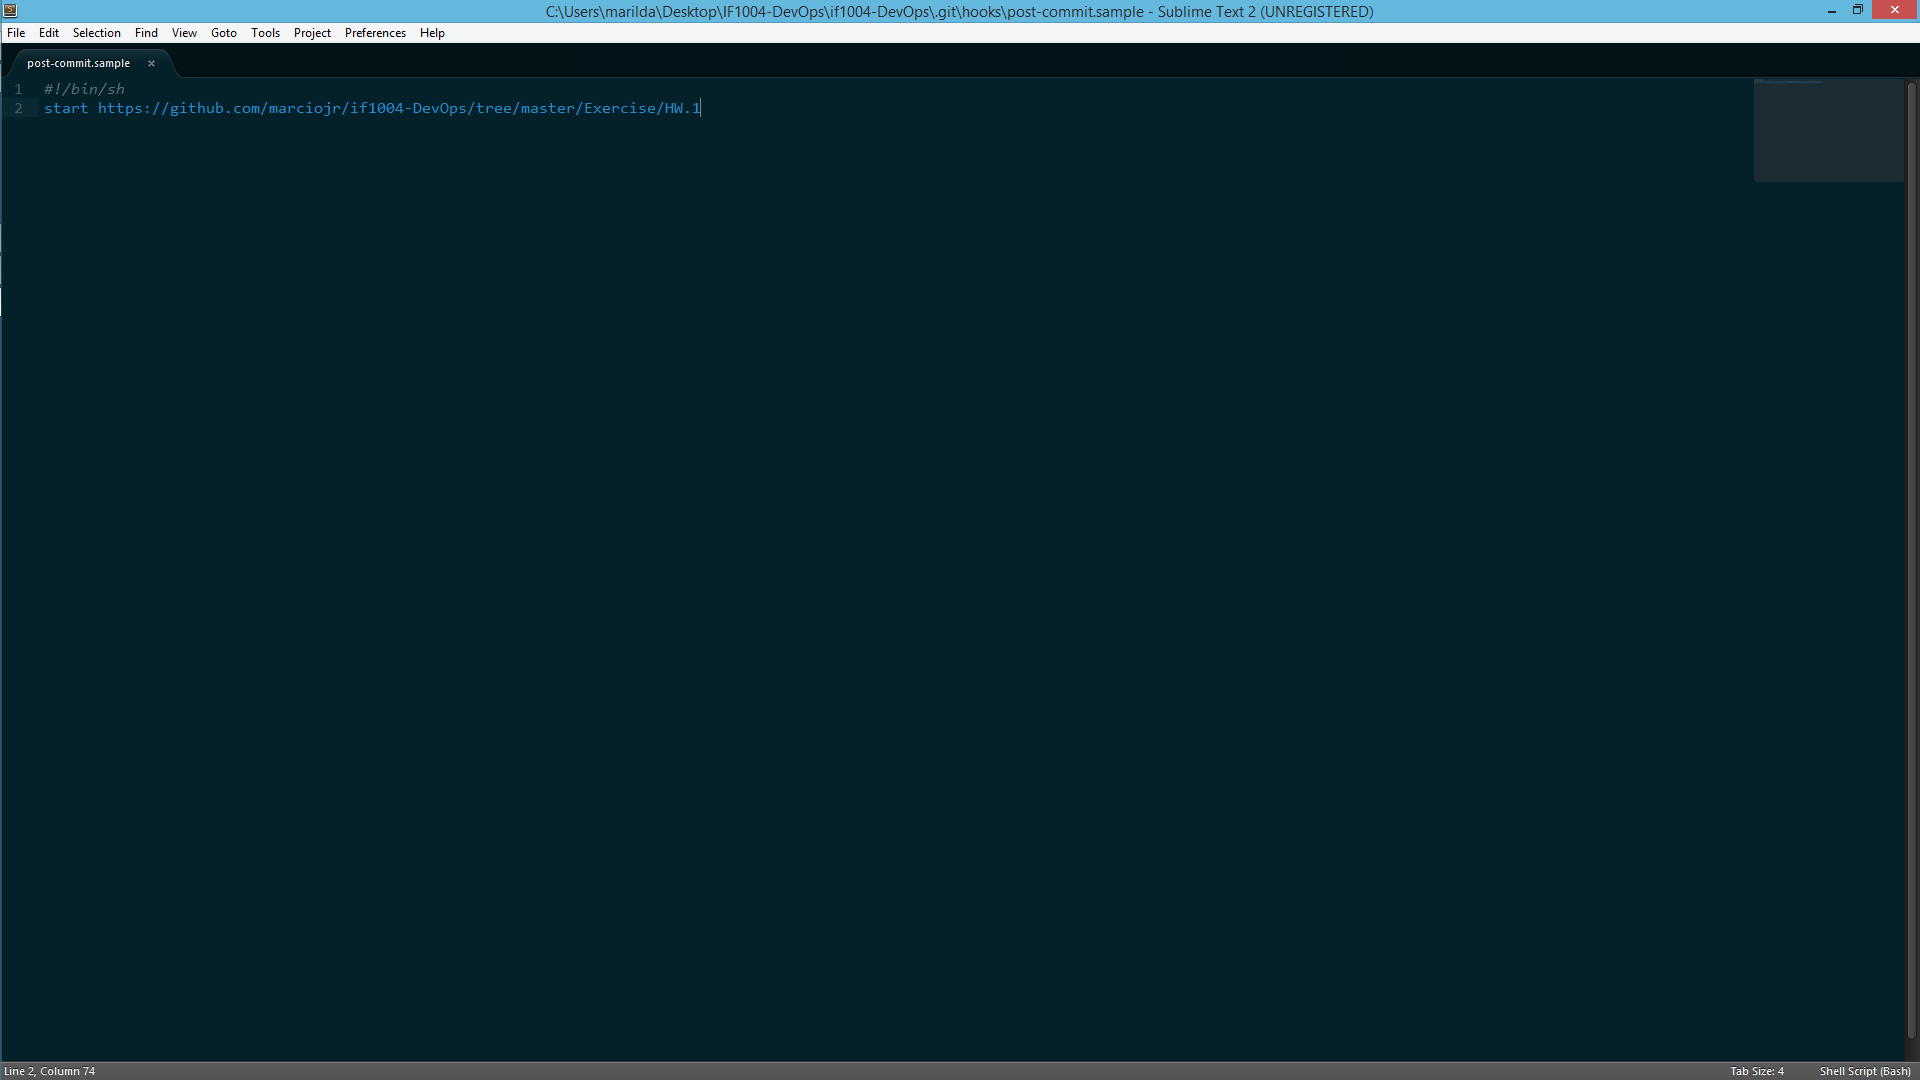 C:\Users\marilda\Desktop\IF1004-DevOps\if1004-DevOps\.git\hooks\post-commit.sample - Sublime Text 2 (UNREGISTERED)
File Edit Selection Find View Goto Tools Project Preferences Help
post-commit.sample
1 #!/bin/sh
2 start https://github.com/marciojr/if1004-DevOps/tree/master/Exercise/HW.1
Line 2, Column 74 Tab Size: 4 Shell Script (Bash)